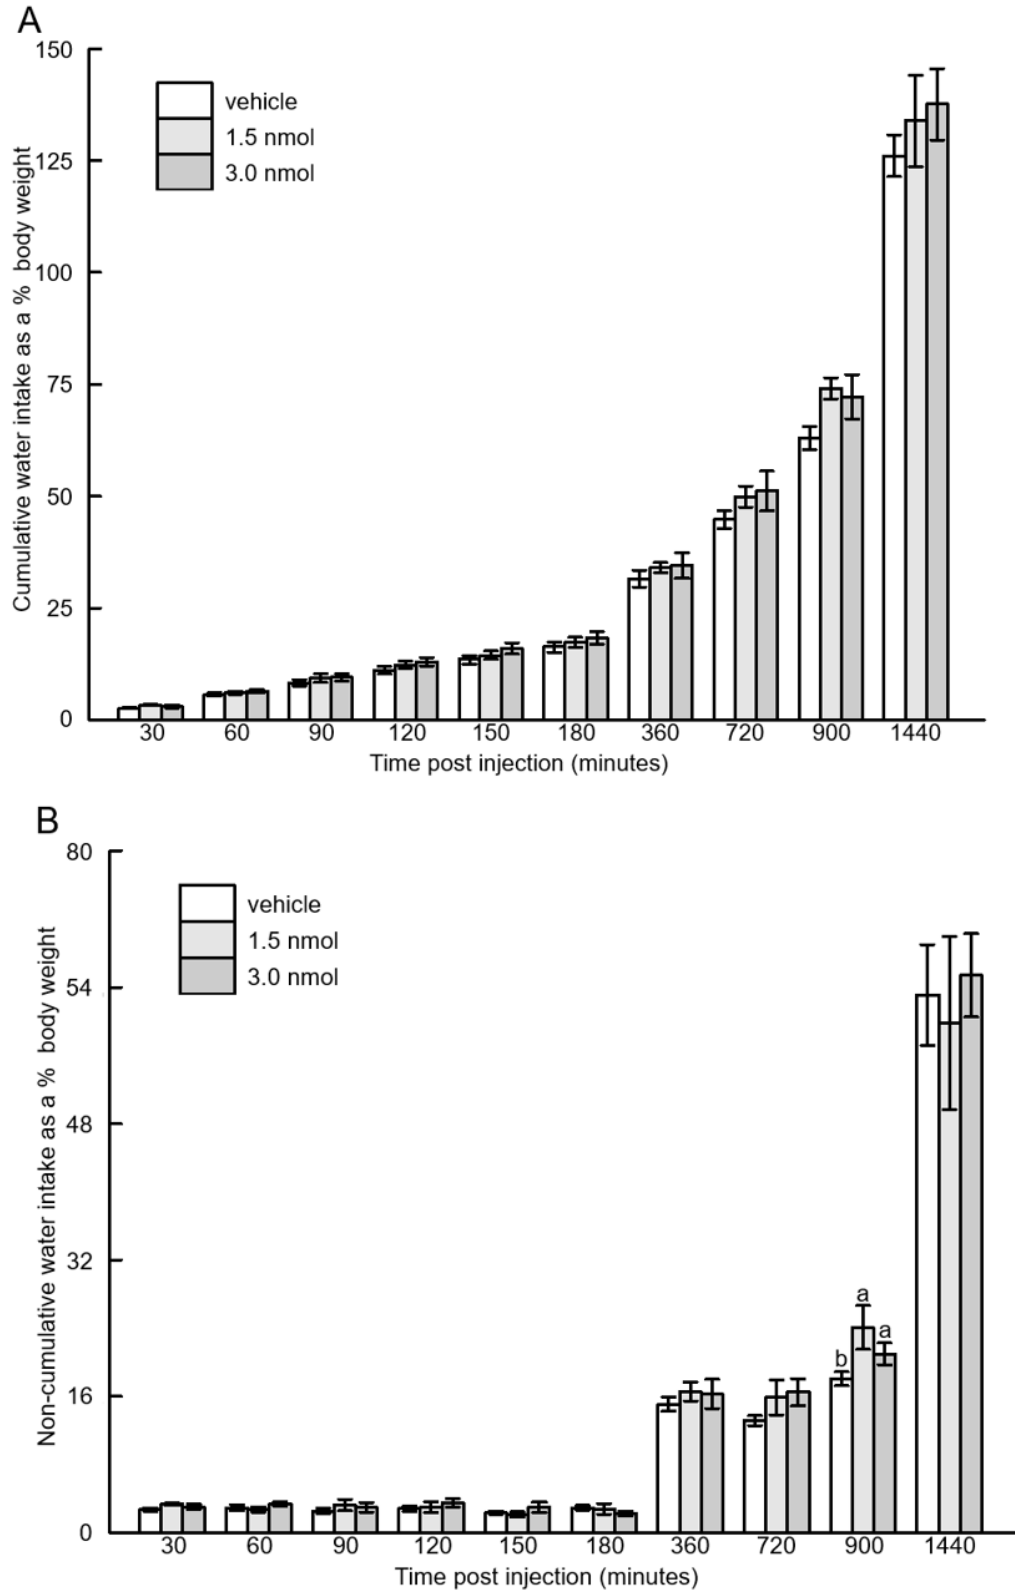 A
150
125
100
75
50
25
0
Cumulative water intake as a % body weight
vehicle
1.5 nmol
3.0 nmol
30 60 90 120 150 180 360 720 900 1440
Time post injection (minutes)
B
80
54
48
32
16
0
Non-cumulative water intake as a % body weight
vehicle
1.5 nmol
3.0 nmol
b a a
30 60 90 120 150 180 360 720 900 1440
Time post injection (minutes)